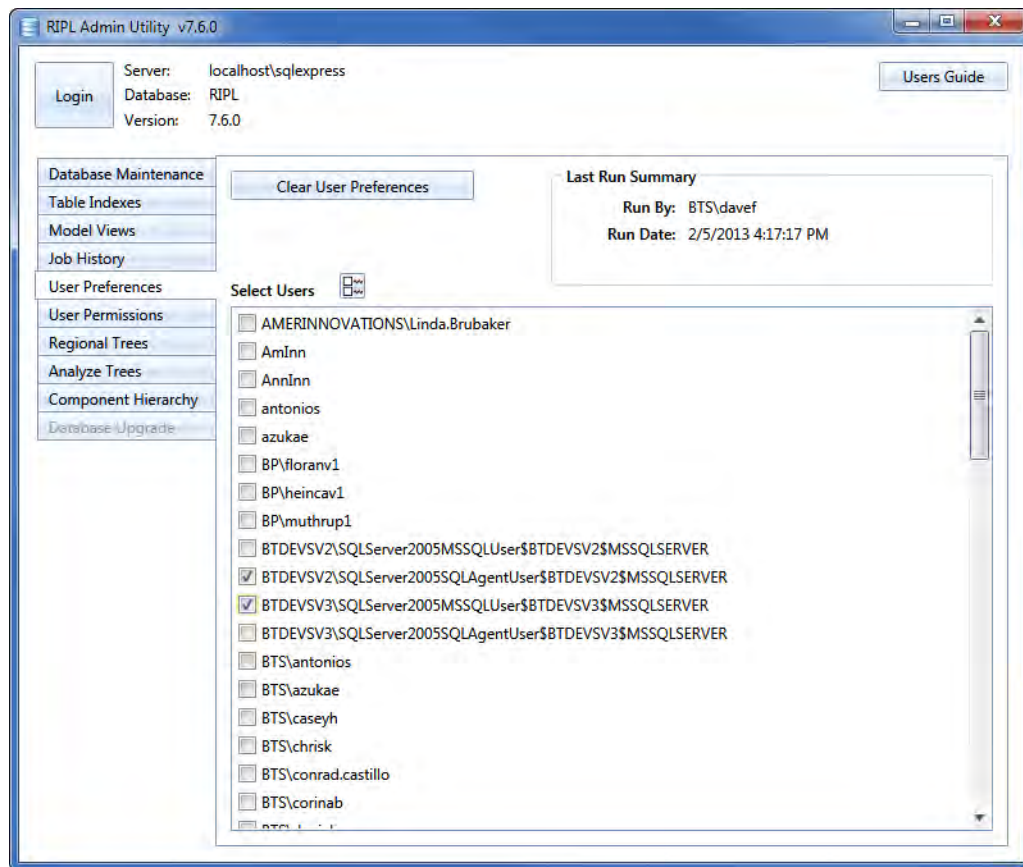 RIPL Admin Utility v7.6.0
Login
Server: localhost\sqlexpress
Database: RIPL
Version: 7.6.0
Users Guide
Database Maintenance
Table Indexes
Model Views
Job History
User Preferences
User Permissions
Regional Trees
Analyze Trees
Component Hierarchy
Database Upgrade
Clear User Preferences
Last Run Summary
Run By: BTS\davef
Run Date: 2/5/2013 4:17:17 PM
Select Users
AMERINNOVATIONS\Linda.Brubaker
AmInn
AnnInn
antonios
azukae
BP\floranv1
BP\heincav1
BP\muthrup1
BTDEVSV2\SQLServer2005MSSQLUser$BTDEVSV2$MSSQLSERVER
BTDEVSV2\SQLServer2005SQLAgentUser$BTDEVSV2$MSSQLSERVER
BTDEVSV3\SQLServer2005MSSQLUser$BTDEVSV3$MSSQLSERVER
BTDEVSV3\SQLServer2005SQLAgentUser$BTDEVSV3$MSSQLSERVER
BTS\antonios
BTS\azukae
BTS\caseyh
BTS\chrisk
BTS\conrad.castillo
BTS\corinab